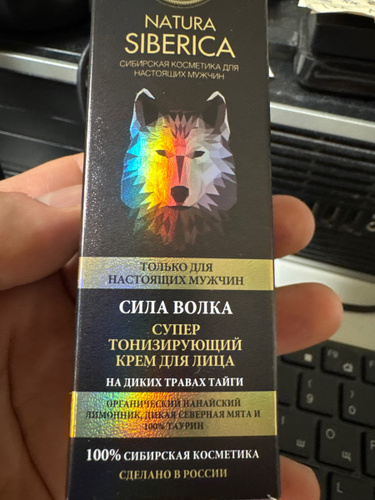 NATURA
SIBERICA
СИБИРСКАЯ КОСМЕТИКА ДЛЯ
НАСТОЯЩИХ МУЖЧИН
ТОЛЬКО ДЛЯ
НАСТОЯЩИХ МУЖЧИН
СИЛА ВОЛКА
СУПЕР
ТОНИЗИРУЮЩИЙ
КРЕМ ДЛЯ ЛИЦА
НА ДИКИХ ТРАВАХ ТАЙГИ
ОРГАНИЧЕСКИЙ НАНАЙСКИЙ
ЛИМОННИК, ДИКАЯ СЕВЕРНАЯ МЯТА И
100% ТАУРИН
100% СИБИРСКАЯ КОСМЕТИКА
СДЕЛАНО В РОССИИ